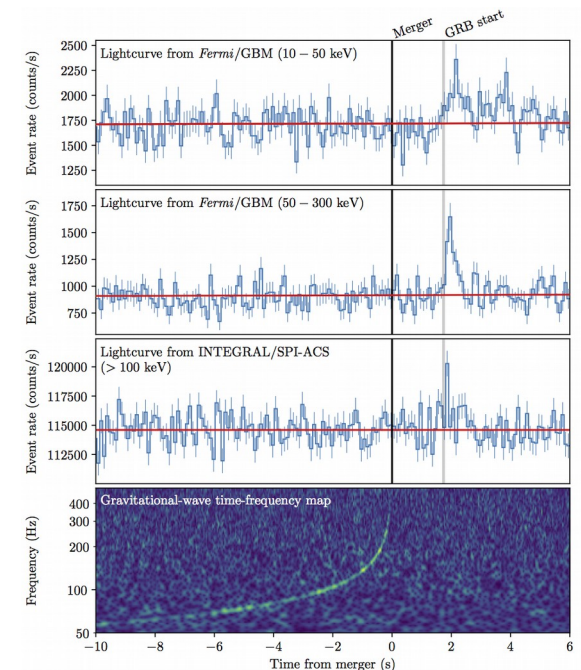 Merger
GRB start
Lightcurve from Fermi/GBM (10 − 50 keV)
2500
2250
2000
1750
1500
1250
Event rate (counts/s)
Lightcurve from Fermi/GBM (50 − 300 keV)
1750
1500
1250
1000
750
Event rate (counts/s)
Lightcurve from INTEGRAL/SPI-ACS
(> 100 keV)
120000
117500
115000
112500
Event rate (counts/s)
Gravitational-wave time-frequency map
400
300
200
100
50
Frequency (Hz)
−10 −8 −6 −4 −2 0 2 4 6
Time from merger (s)